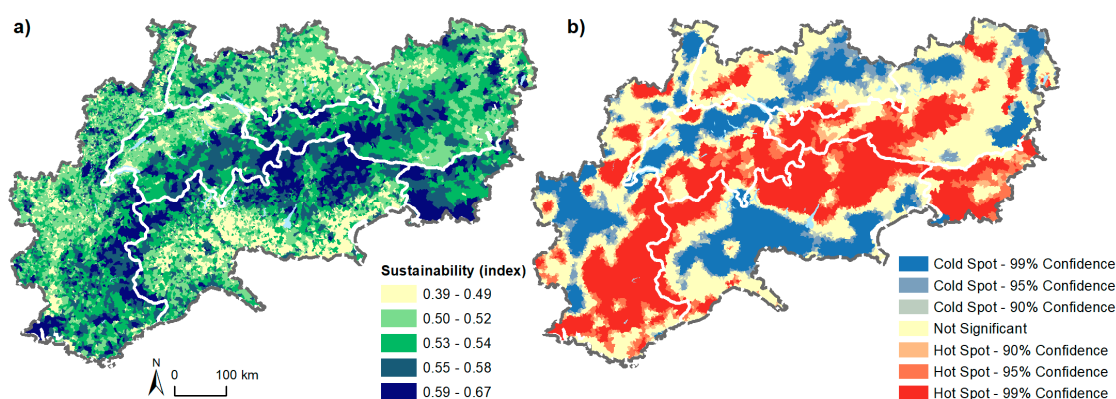 a)
Sustainability (index)
0.39 - 0.49
0.50 - 0.52
0.53 - 0.54
0.55 - 0.58
0.59 - 0.67
N
0 100 km
b)
Cold Spot - 99% Confidence
Cold Spot - 95% Confidence
Cold Spot - 90% Confidence
Not Significant
Hot Spot - 90% Confidence
Hot Spot - 95% Confidence
Hot Spot - 99% Confidence